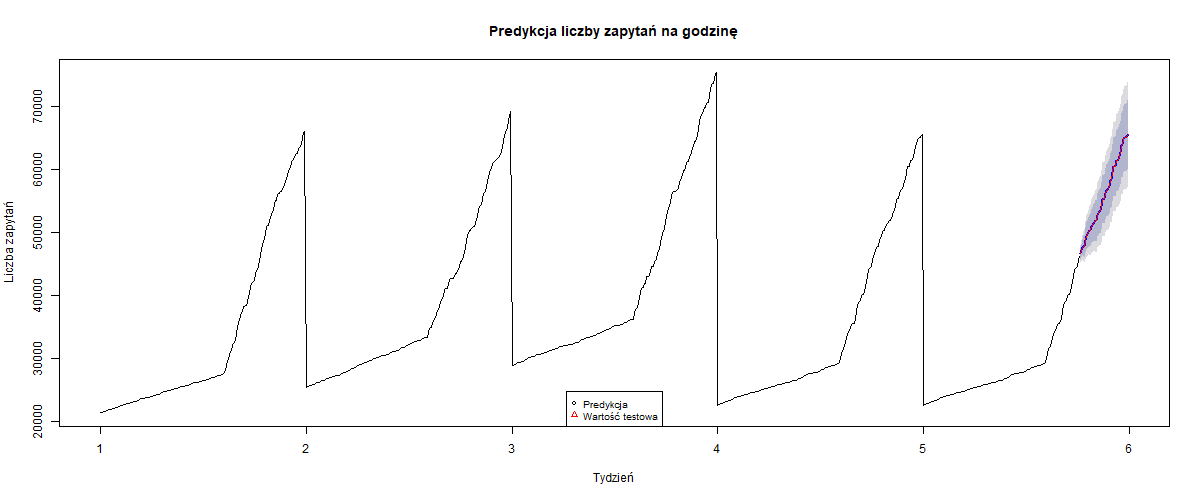 Predykcja liczby zapytań na godzinę
Liczba zapytań
70000
60000
50000
40000
30000
20000
Predykcja
Wartość testowa
1 2 3 4 5 6
Tydzień